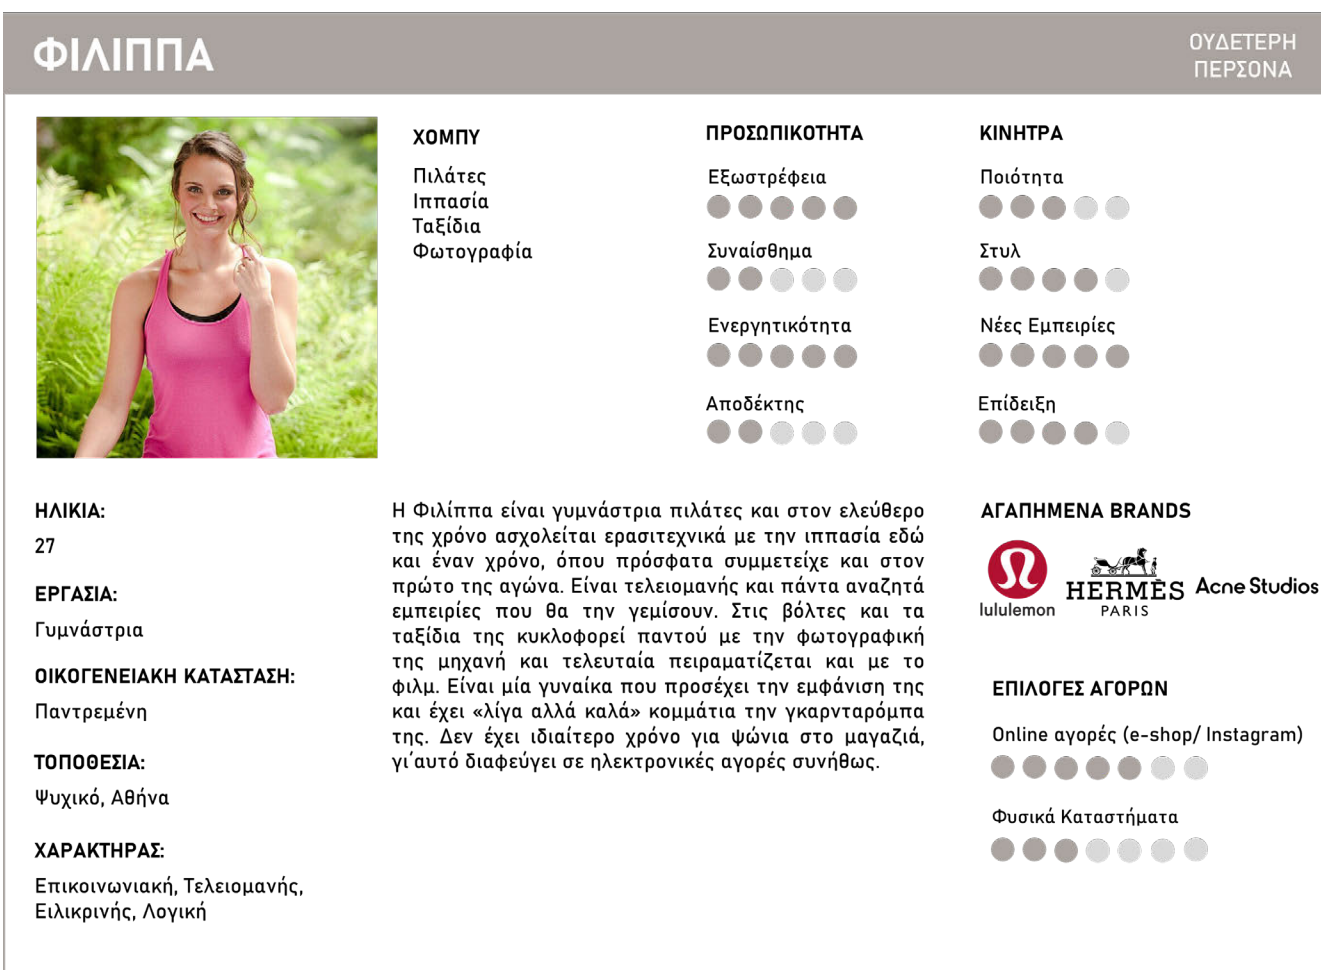 ΦΙΛΙΠΠΑ
ΟΥΔΕΤΕΡΗ
ΠΕΡΣΟΝΑ
ΧΟΜΠΥ
Πιλάτες
Ιππασία
Ταξίδια
Φωτογραφία
ΠΡΟΣΩΠΙΚΟΤΗΤΑ
Εξωστρέφεια
Συναίσθημα
Ενεργητικότητα
Αποδέκτης
ΚΙΝΗΤΡΑ
Ποιότητα
Στυλ
Νέες Εμπειρίες
Επίδειξη
ΗΛΙΚΙΑ:
27
ΕΡΓΑΣΙΑ:
Γυμνάστρια
ΟΙΚΟΓΕΝΕΙΑΚΗ ΚΑΤΑΣΤΑΣΗ:
Παντρεμένη
ΤΟΠΟΘΕΣΙΑ:
Ψυχικό, Αθήνα
ΧΑΡΑΚΤΗΡΑΣ:
Επικοινωνιακή, Τελειομανής,
Ειλικρινής, Λογική
Η Φιλίππα είναι γυμνάστρια πιλάτες και στον ελεύθερο
της χρόνο ασχολείται ερασιτεχνικά με την ιππασία εδώ
και έναν χρόνο, όπου πρόσφατα συμμετείχε και στον
πρώτο της αγώνα. Είναι τελειομανής και πάντα αναζητά
εμπειρίες που θα την γεμίσουν. Στις βόλτες και τα
ταξίδια της κυκλοφορεί παντού με την φωτογραφική
της μηχανή και τελευταία πειραματίζεται και με το
φιλμ. Είναι μία γυναίκα που προσέχει την εμφάνιση της
και έχει «λίγα αλλά καλά» κομμάτια την γκαρνταρόμπα
της. Δεν έχει ιδιαίτερο χρόνο για ψώνια στο μαγαζιά,
γι΄αυτό διαφεύγει σε ηλεκτρονικές αγορές συνήθως.
ΑΓΑΠΗΜΕΝΑ BRANDS
lululemon
HERMÈS
PARIS
Acne Studios
ΕΠΙΛΟΓΕΣ ΑΓΟΡΩΝ
Online αγορές (e-shop/ Instagram)
Φυσικά Καταστήματα